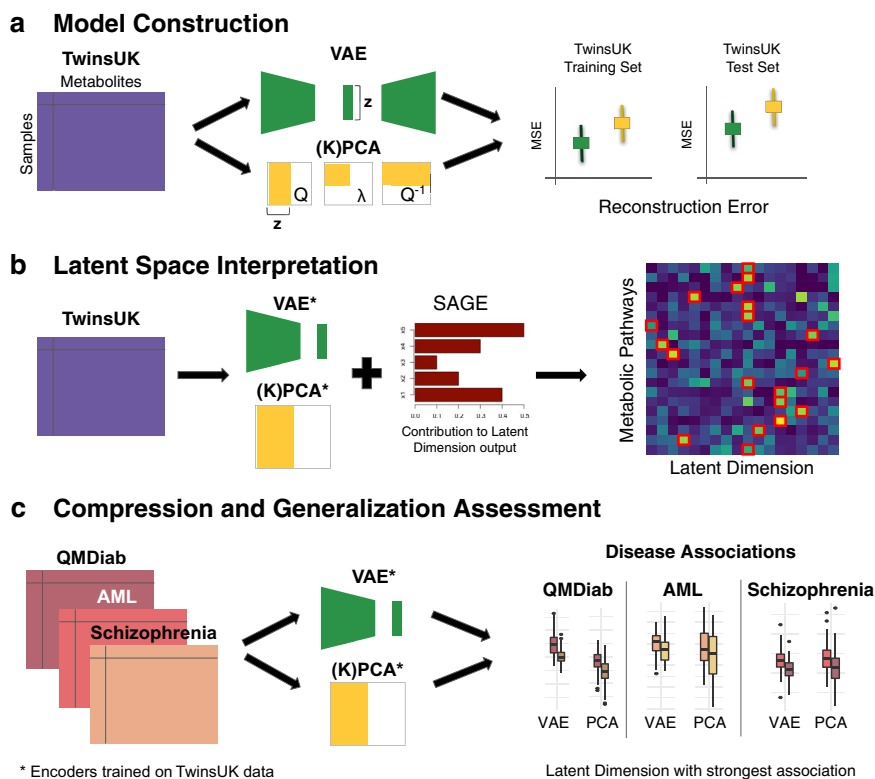 a Model Construction
TwinsUK
Metabolites
Samples
VAE
z
(K)PCA
Q
λ
Q-1
z
TwinsUK
Training Set
TwinsUK
Test Set
MSE
MSE
Reconstruction Error
b Latent Space Interpretation
TwinsUK
VAE*
(K)PCA*
SAGE
x5
x4
x3
x2
x1
0.0 0.1 0.2 0.3 0.4 0.5
Contribution to Latent
Dimension output
Metabolic Pathways
Latent Dimension
c Compression and Generalization Assessment
QMDiab
AML
Schizophrenia
VAE*
(K)PCA*
Disease Associations
QMDiab AML Schizophrenia
VAE PCA VAE PCA VAE PCA
* Encoders trained on TwinsUK data
Latent Dimension with strongest association